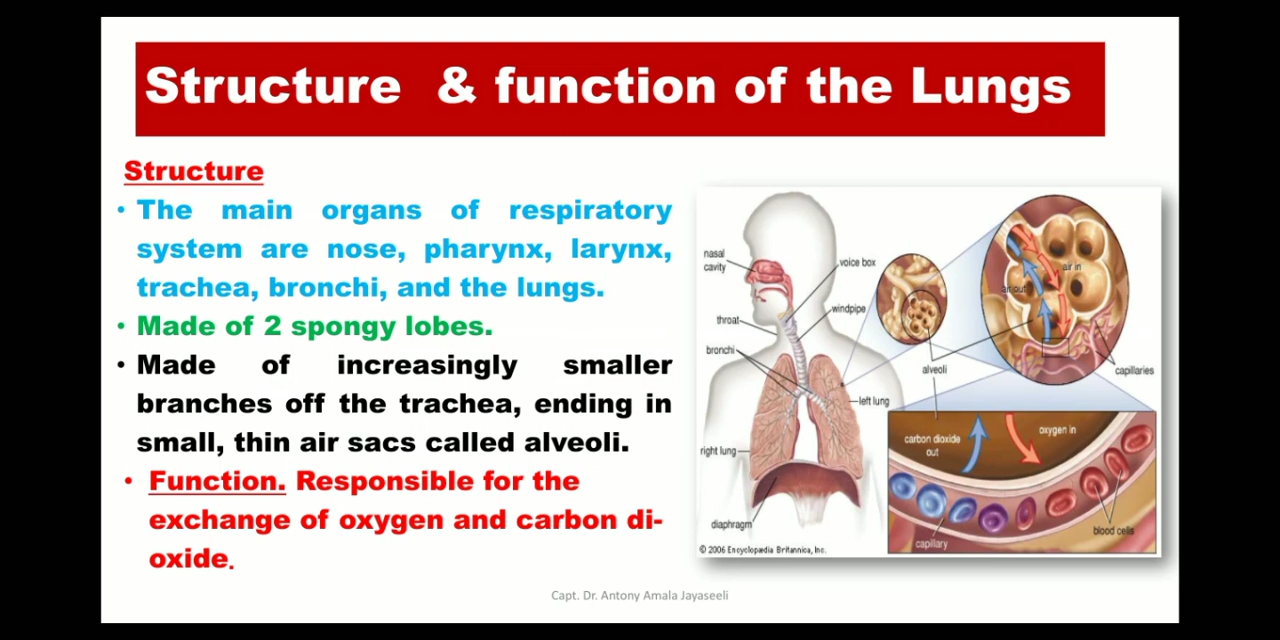 Structure & function of the Lungs
Structure
• The main organs of respiratory
system are nose, pharynx, larynx,
trachea, bronchi, and the lungs.
• Made of 2 spongy lobes.
• Made of increasingly smaller
branches off the trachea, ending in
small, thin air sacs called alveoli.
• Function. Responsible for the
exchange of oxygen and carbon di-
oxide.
nasal
cavity
voice box
windpipe
throat
bronchi
left lung
right lung
diaphragm
© 2006 Encyclopædia Britannica, Inc.
air in
air out
alveoli
capillaries
carbon dioxide
out
oxygen in
blood cells
capillary
Capt. Dr. Antony Amala Jayaseeli